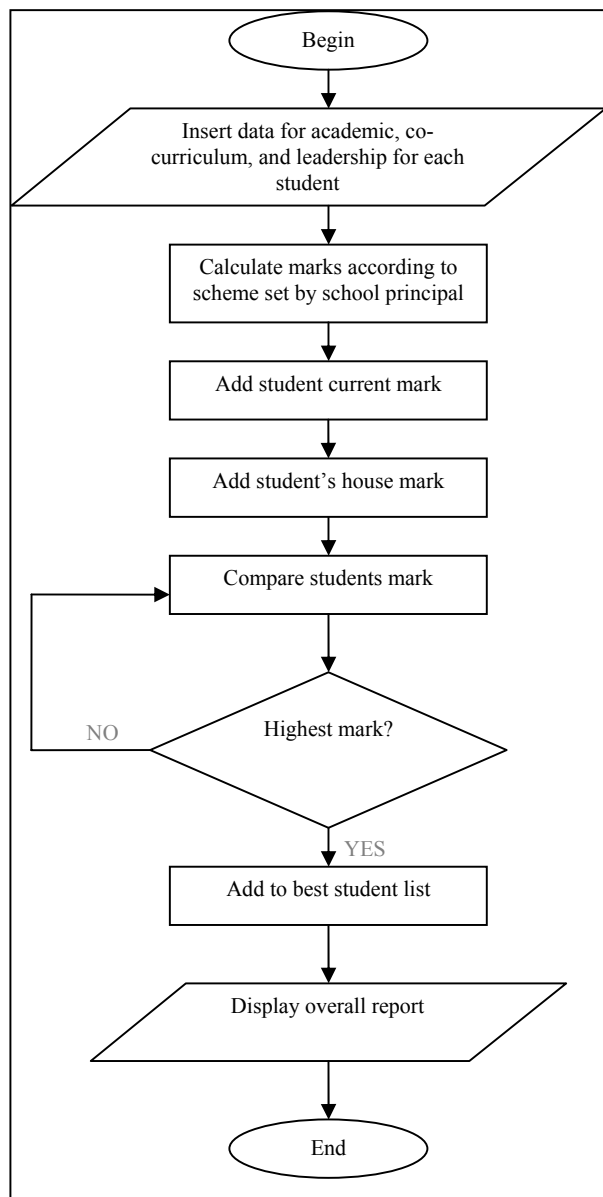 Begin
Insert data for academic, co-
curriculum, and leadership for each
student
Calculate marks according to
scheme set by school principal
Add student current mark
Add student’s house mark
Compare students mark
Highest mark?
NO
YES
Add to best student list
Display overall report
End